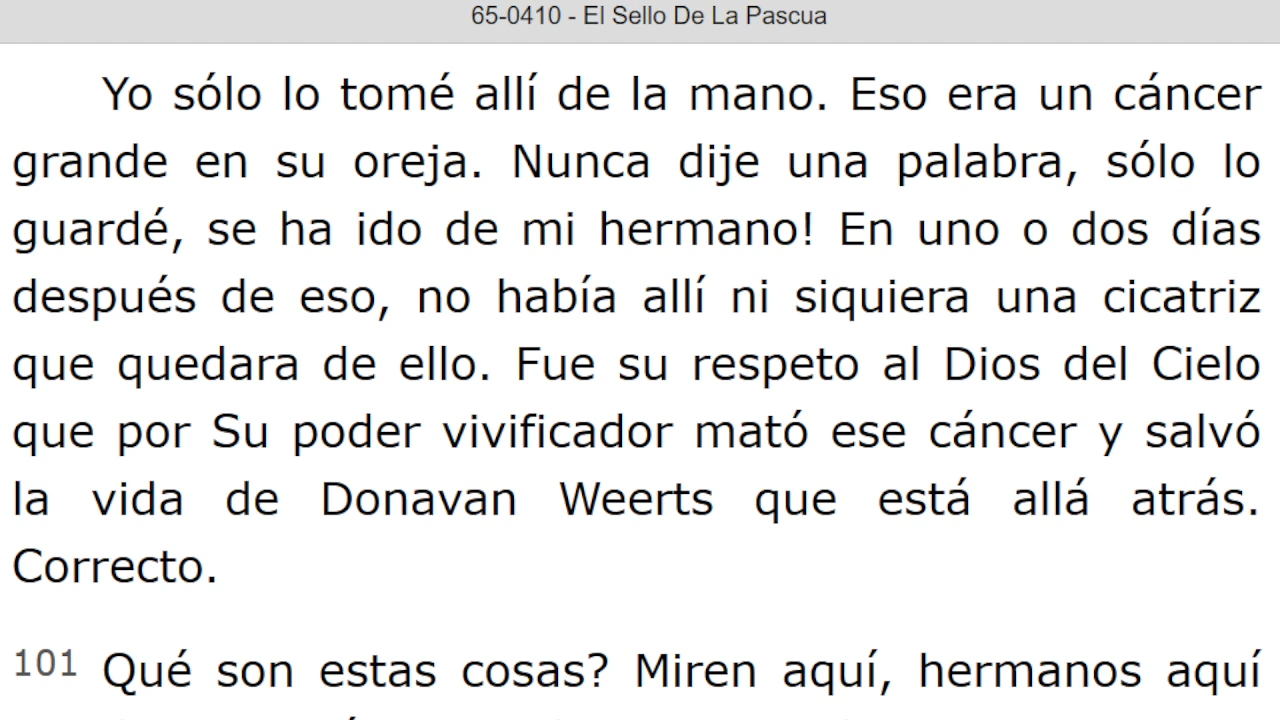 65-0410 - El Sello De La Pascua
Yo sólo lo tomé allí de la mano. Eso era un cáncer
grande en su oreja. Nunca dije una palabra, sólo lo
guardé, se ha ido de mi hermano! En uno o dos días
después de eso, no había allí ni siquiera una cicatriz
que quedara de ello. Fue su respeto al Dios del Cielo
que por Su poder vivificador mató ese cáncer y salvó
la vida de Donavan Weerts que está allá atrás.
Correcto.
101 Qué son estas cosas? Miren aquí, hermanos aquí